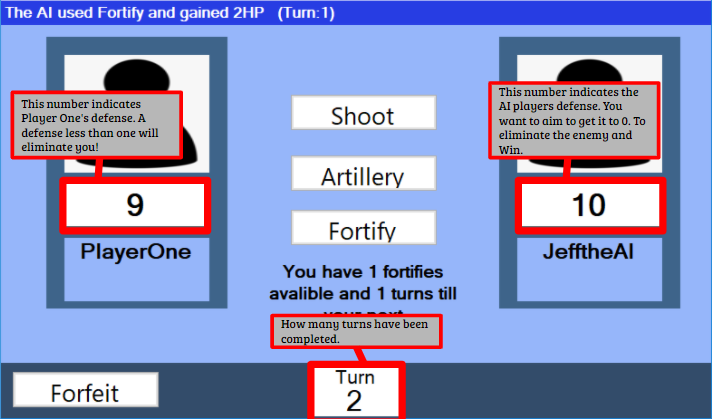 The AI used Fortify and gained 2HP (Turn:1)
This number indicates
Player One's defense. A
defense less than one will
eliminate you!
9
PlayerOne
Shoot
Artillery
Fortify
You have 1 fortifies
avalible and 1 turns till
your next
This number indicates the
AI players defense. You
want to aim to get it to 0. To
eliminate the enemy and
Win.
10
JefftheAI
How many turns have been
completed.
Forfeit
Turn
2